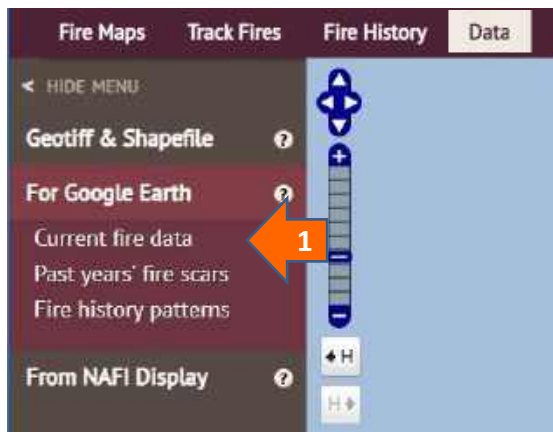 Fire Maps Track Fires Fire History Data
< HIDE MENU
Geotiff & Shapefile ?
For Google Earth ?
Current fire data
1
Past years' fire scars
Fire history patterns
From NAFI Display ?
+
−
H
H